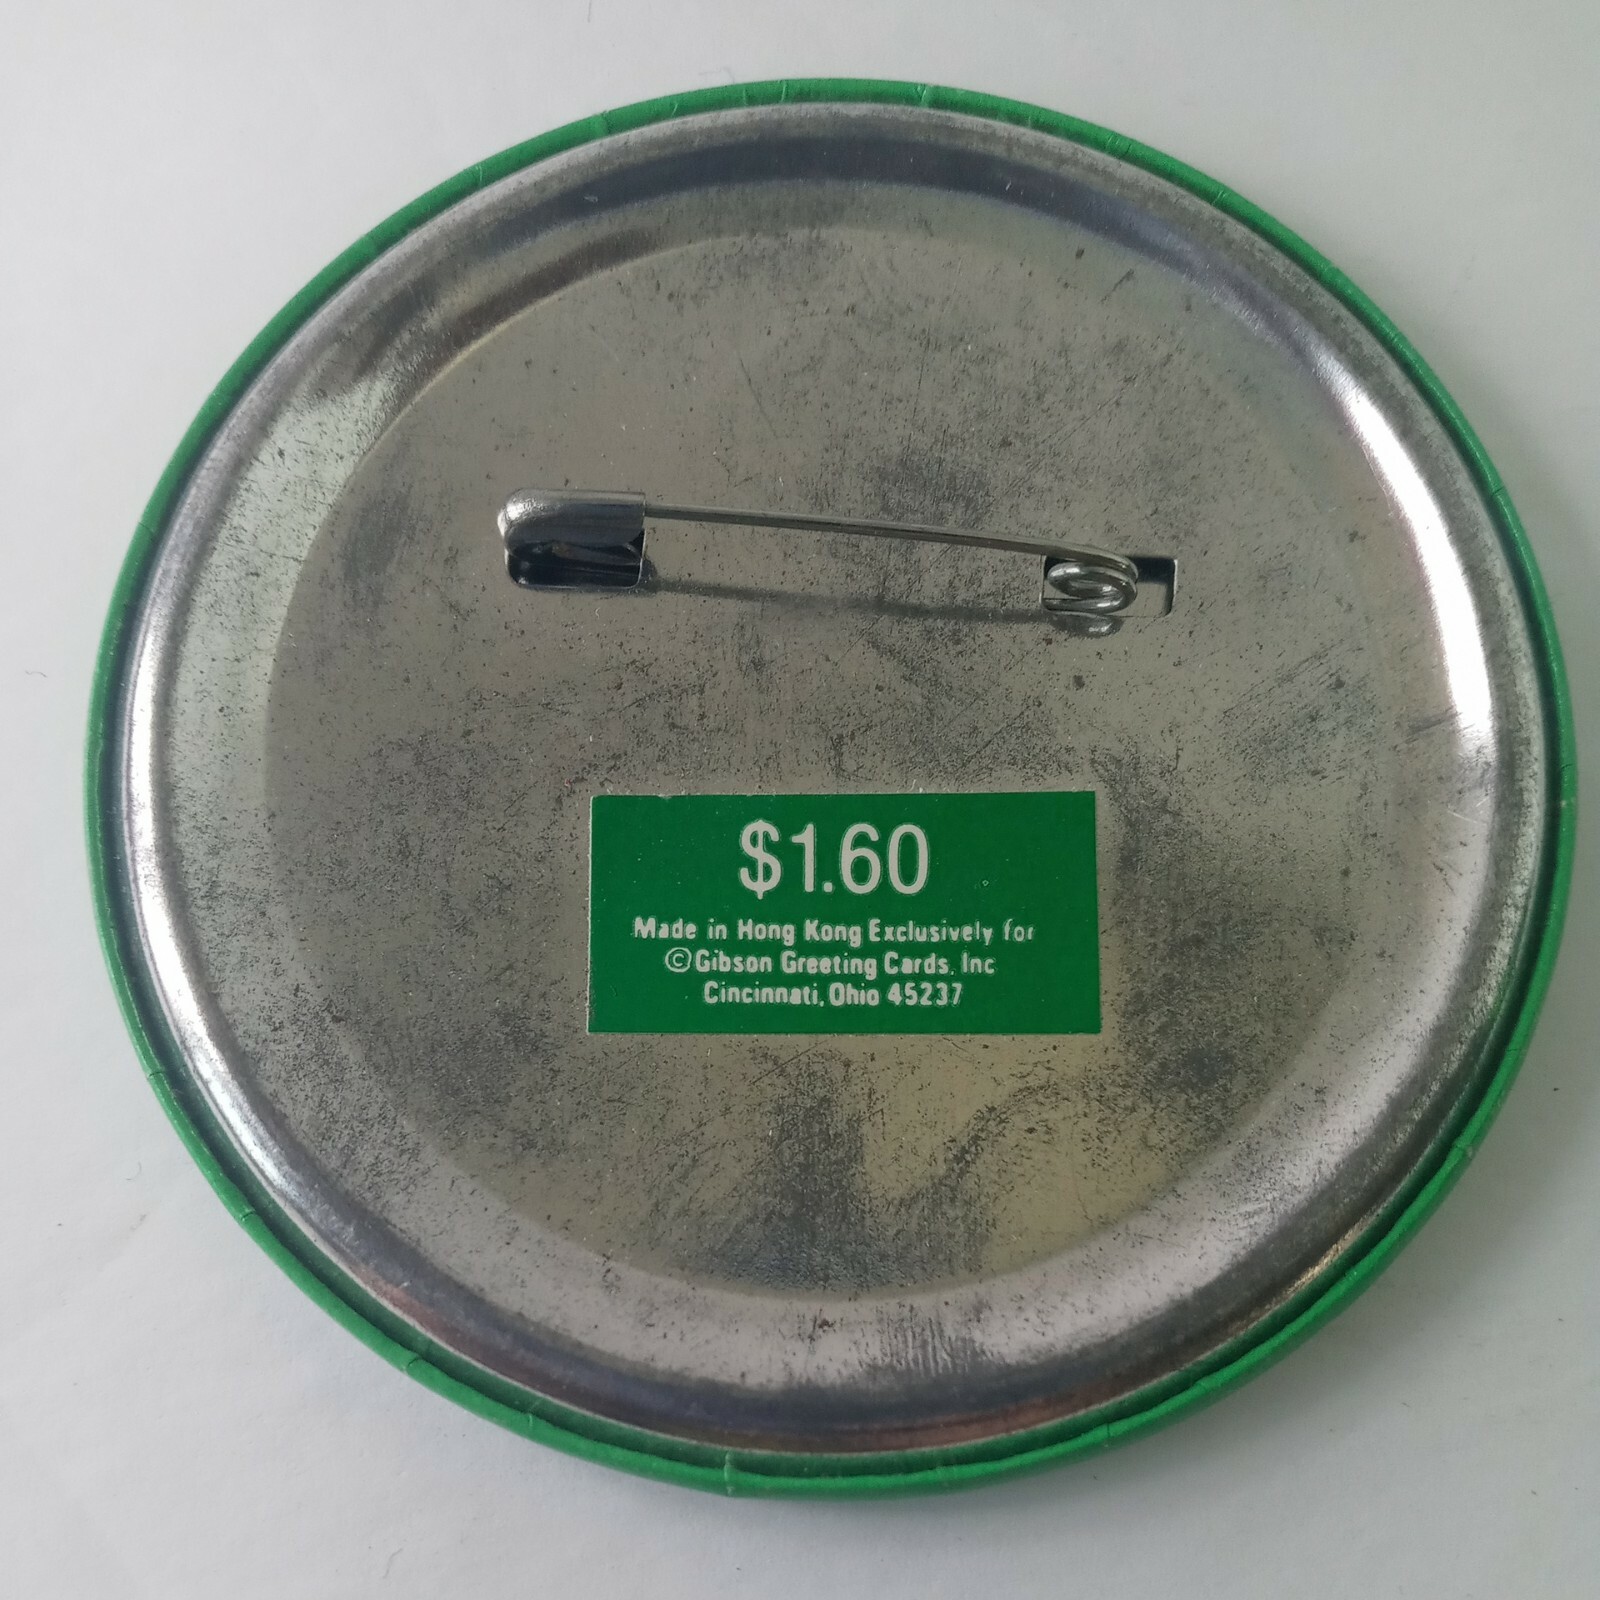 $1.60
Made in Hong Kong Exclusively for
©Gibson Greeting Cards, Inc
Cincinnati, Ohio 45237